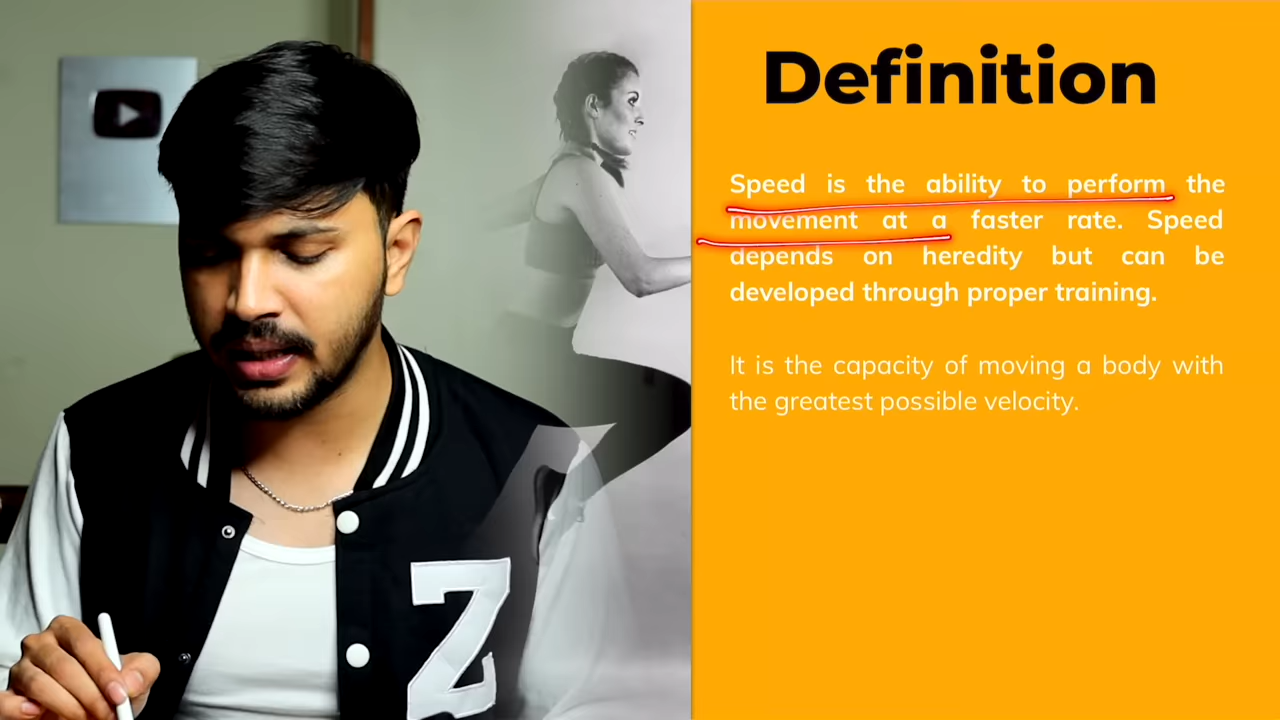 Definition
Speed is the ability to perform the
movement at a faster rate. Speed
depends on heredity but can be
developed through proper training.
It is the capacity of moving a body with
the greatest possible velocity.
Z